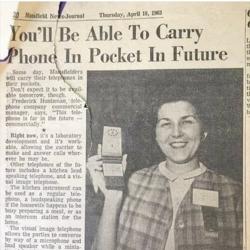 Mansfield News-Journal Thursday, April 18, 1963
You'll Be Able To Carry
Phone In Pocket In Future
Some day, Mansfielders
will carry their telephones in
their pockets.
Don't expect it to be avail-
able tomorrow, though.
Frederick Huntsman, tele-
phone company commercial
manager, says, "This tele-
phone is far in the future —
commercially."
Right now, it's a laboratory
development and it's work-
able, allowing the carrier to
make and answer calls wher-
ever he may be.
Other telephones of the fu-
ture includes a kitchen loud
speaking telephone, and a vis-
ual image telephone.
The kitchen instrument can
be used as a regular tele-
phone, a loudspeaking phone
if the housewife happens to be
busy preparing a meal, or as
an intercom station for the
home.
The visual image telephone
allows the parties to converse
by way of a microphone and
loud speaker while a minia-